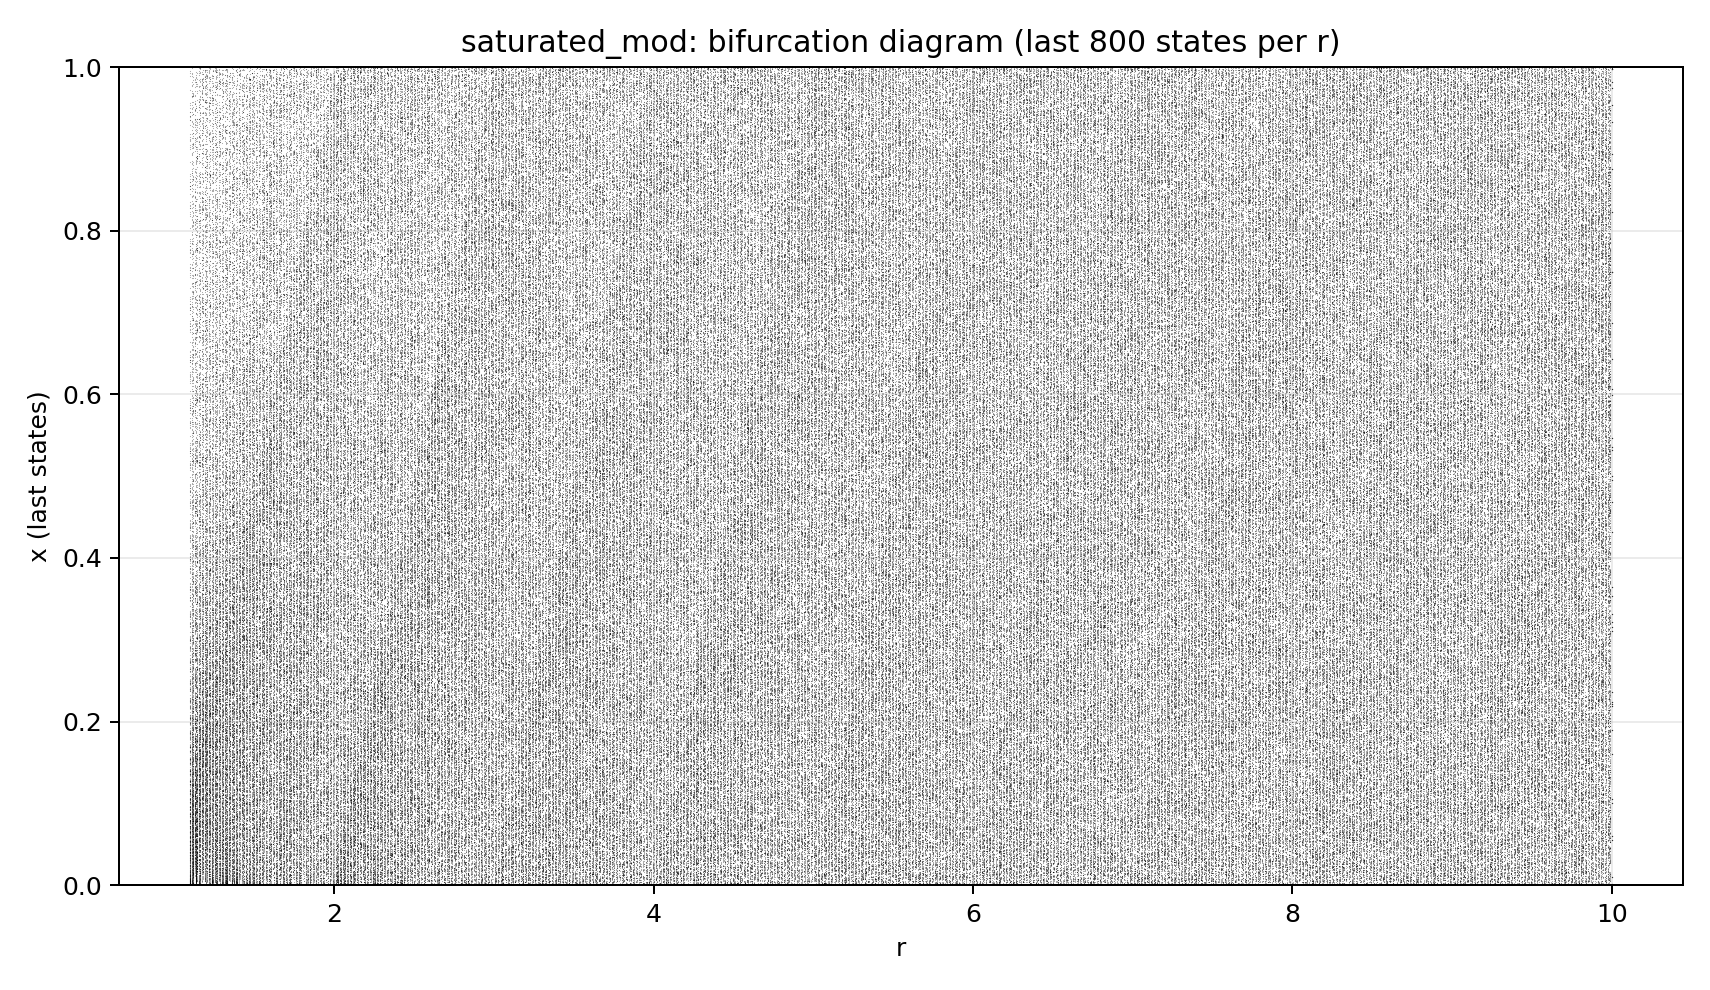 saturated_mod: bifurcation diagram (last 800 states per r)
1.0
0.8
0.6
0.4
0.2
0.0
x (last states)
2 4 6 8 10
r